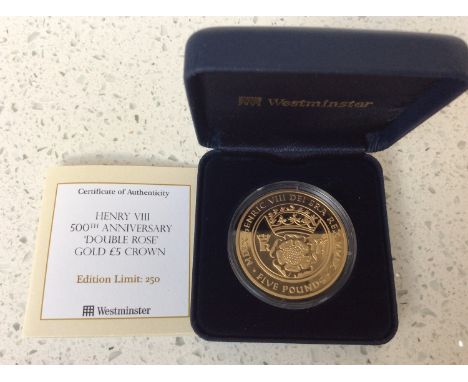 Westminster
Certificate of Authenticity
HENRY VIII
500TH ANNIVERSARY
'DOUBLE ROSE'
GOLD £5 CROWN
Edition Limit: 250
Westminster
HENRIC VIII DEI GRA REX
FIVE POUNDS